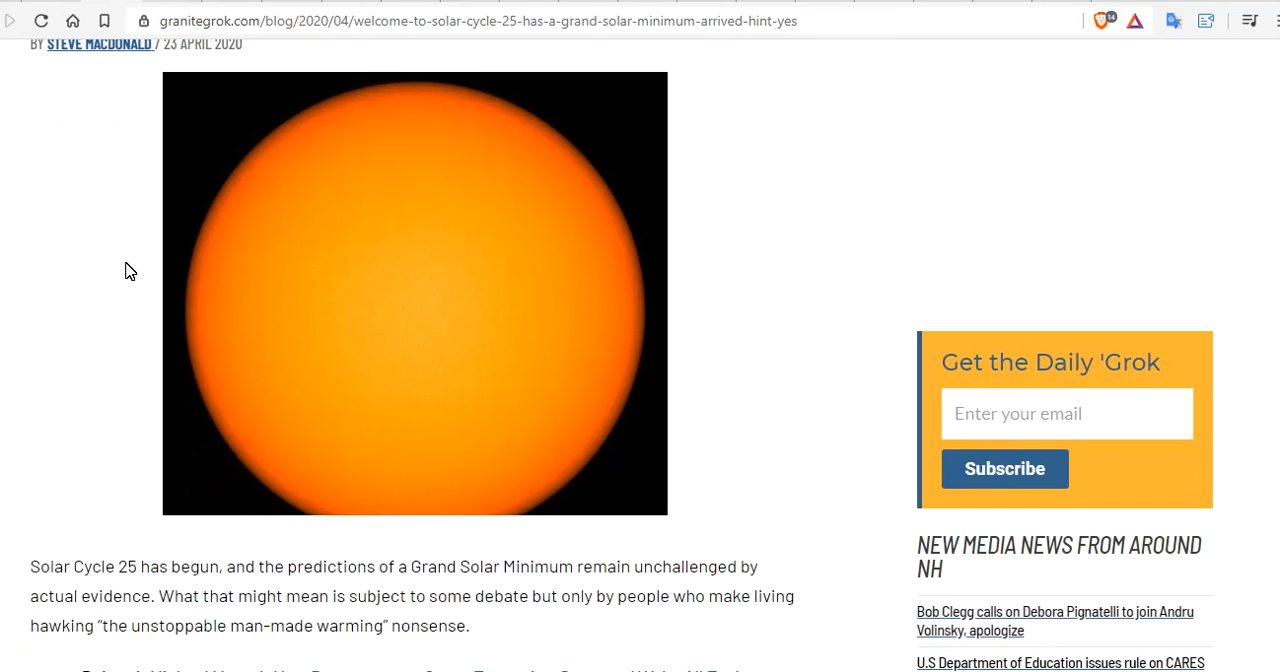 granitegrok.com/blog/2020/04/welcome-to-solar-cycle-25-has-a-grand-solar-minimum-arrived-hint-yes
14
BY STEVE MACDONALD / 23 APRIL 2020
Solar Cycle 25 has begun, and the predictions of a Grand Solar Minimum remain unchallenged by
actual evidence. What that might mean is subject to some debate but only by people who make living
hawking “the unstoppable man-made warming” nonsense.
Get the Daily 'Grok
Enter your email
Subscribe
NEW MEDIA NEWS FROM AROUND
NH
Bob Clegg calls on Debora Pignatelli to join Andru
Volinsky, apologize
U.S Department of Education issues rule on CARES